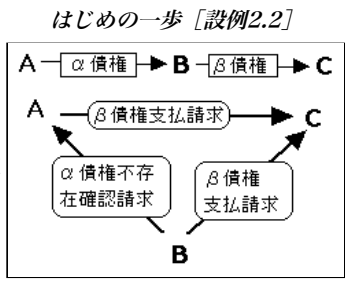 はじめの一歩［設例2.2］
A α債権 B β債権 C
A β債権支払請求 C
α債権不存
在確認請求
β債権
支払請求
B